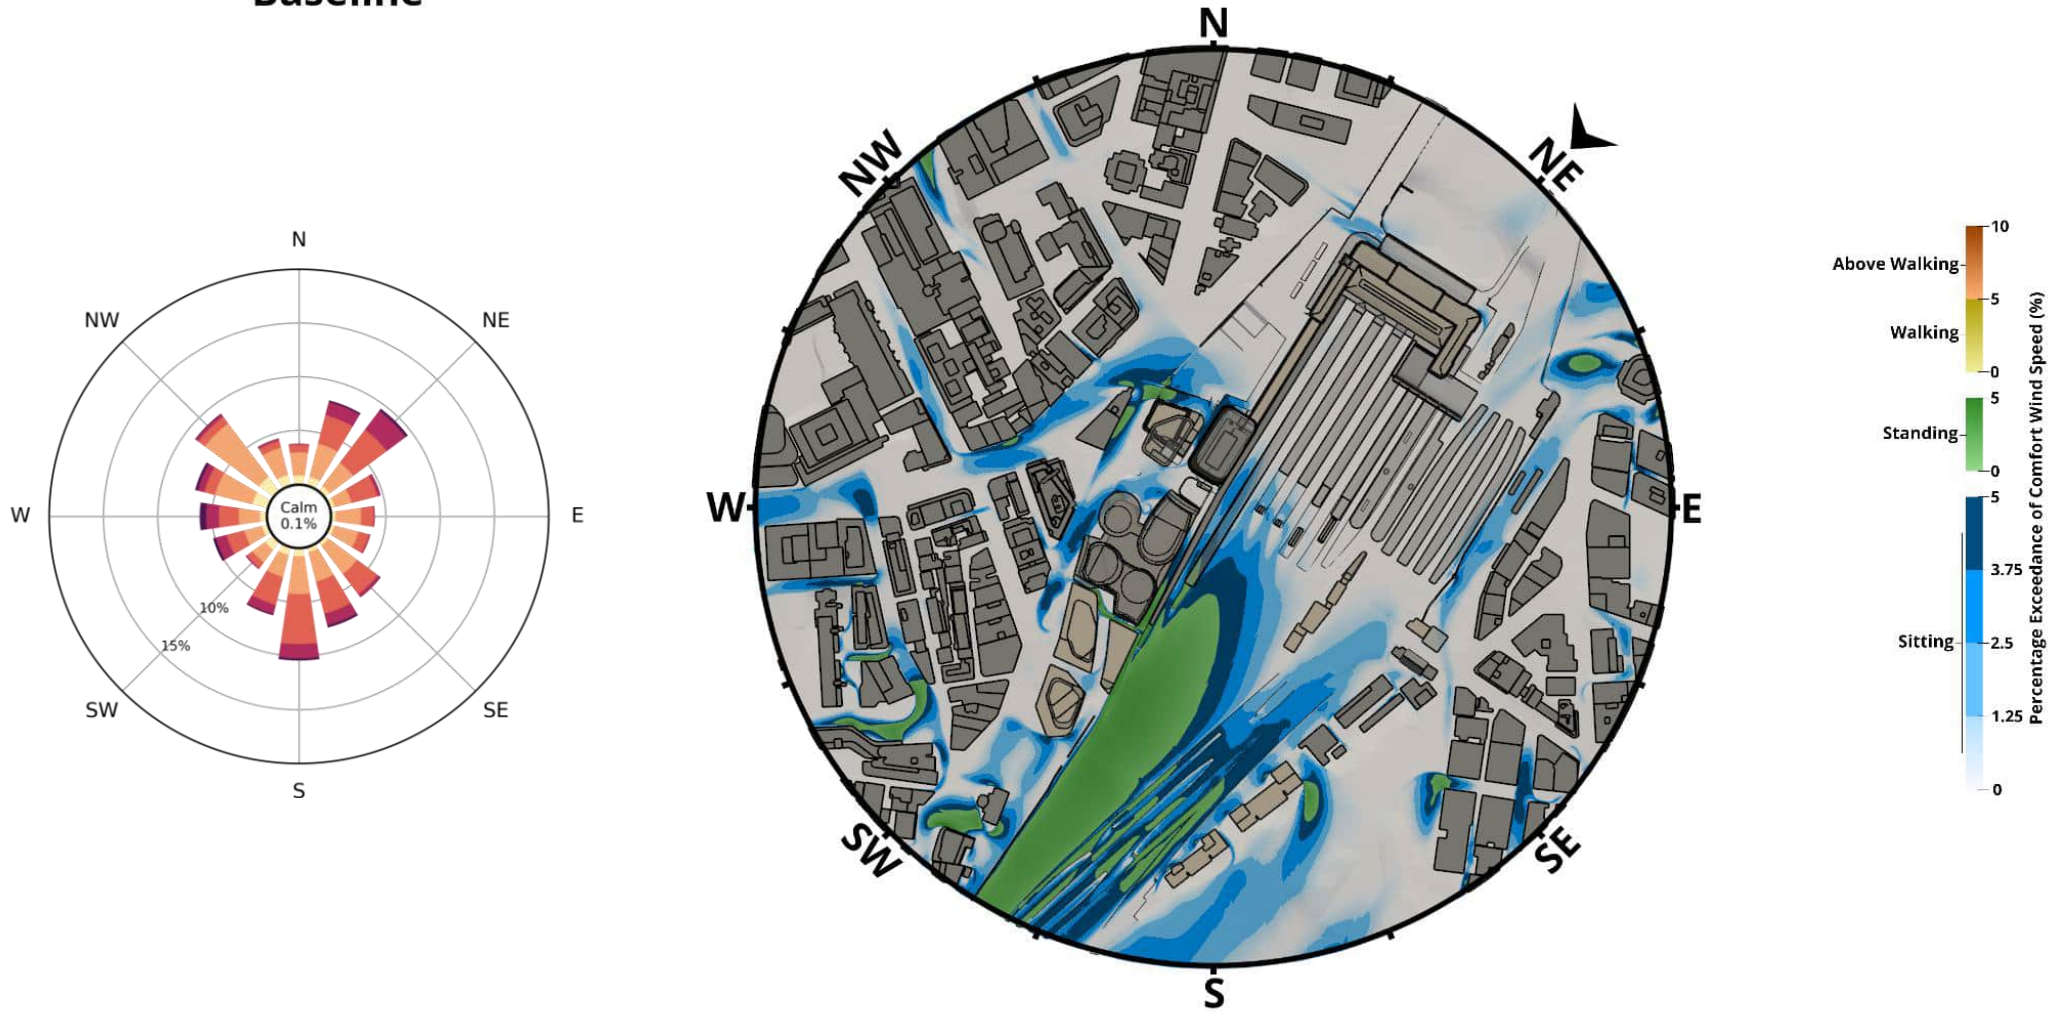 Baseline
N
NW
NE
W
E
SW
SE
S
Calm
0.1%
10%
15%
N
NW
NE
W
E
SW
SE
S
10
Above Walking
5
Walking
0
5
Standing
0
5
3.75
2.5
Sitting
1.25
0
Percentage Exceedance of Comfort Wind Speed (%)